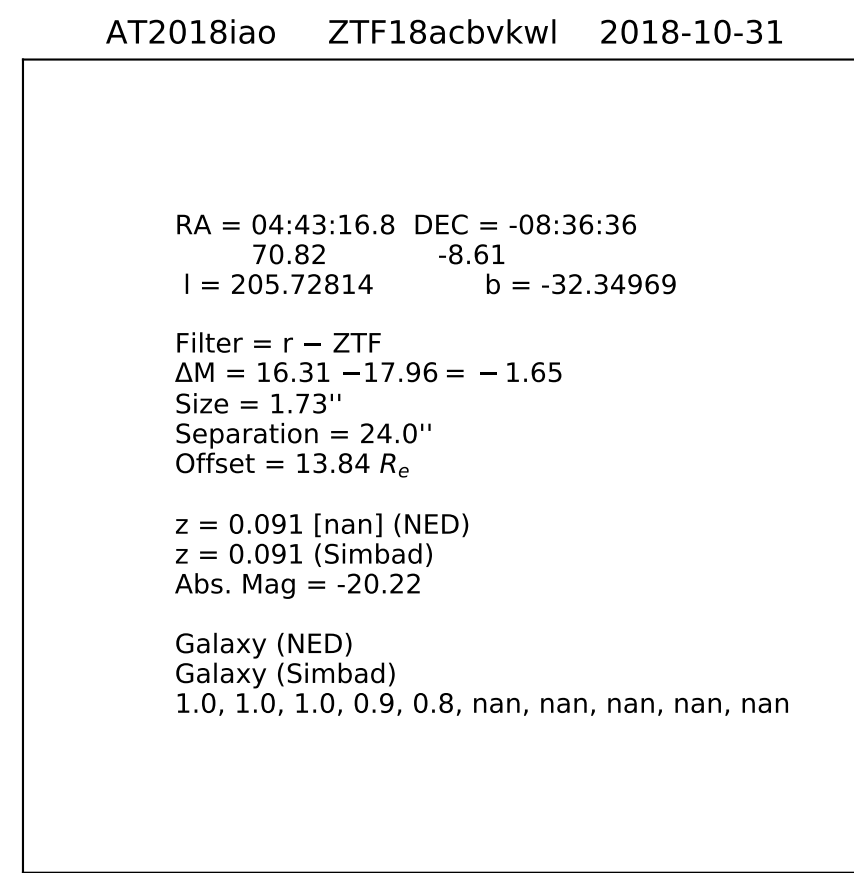 AT2018iao ZTF18acbvkwl 2018-10-31
RA = 04:43:16.8 DEC = -08:36:36
70.82 -8.61
l = 205.72814 b = -32.34969
Filter = r − ZTF
ΔM = 16.31 −17.96 = − 1.65
Size = 1.73''
Separation = 24.0''
Offset = 13.84 Re
z = 0.091 [nan] (NED)
z = 0.091 (Simbad)
Abs. Mag = -20.22
Galaxy (NED)
Galaxy (Simbad)
1.0, 1.0, 1.0, 0.9, 0.8, nan, nan, nan, nan, nan